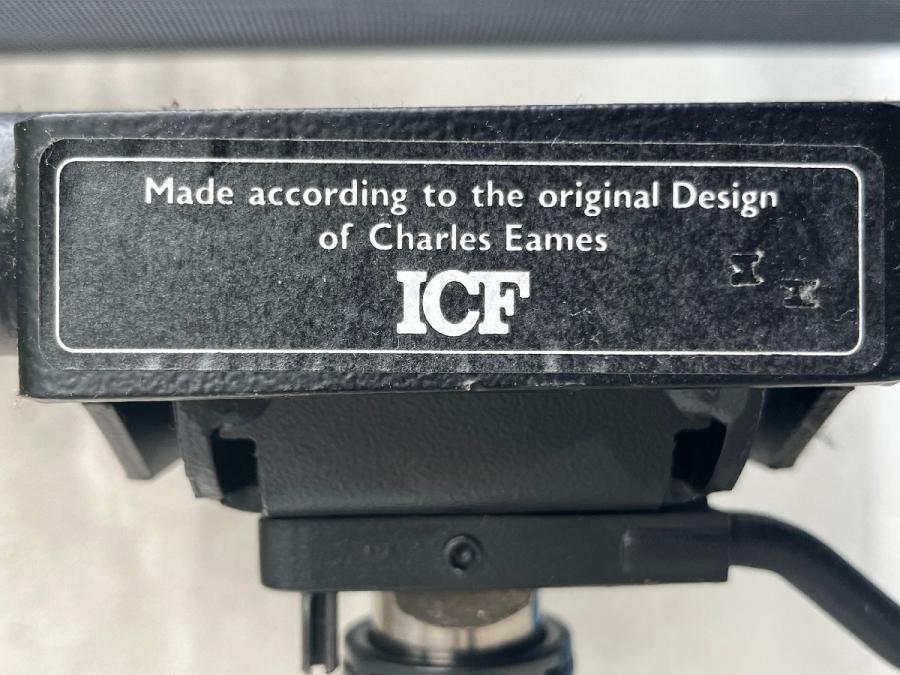 Made according to the original Design
of Charles Eames
ICF